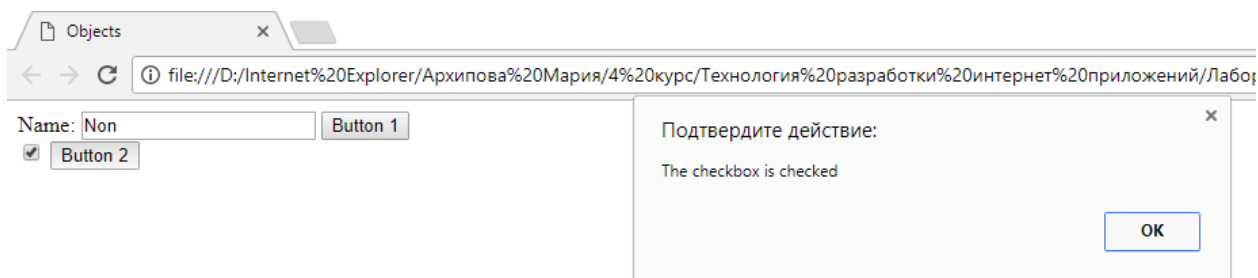 Objects
file:///D:/Internet%20Explorer/Архипова%20Мария/4%20курс/Технология%20разработки%20интернет%20приложений/Лабор
Name: Non Button 1
Button 2
Подтвердите действие:
The checkbox is checked
OK